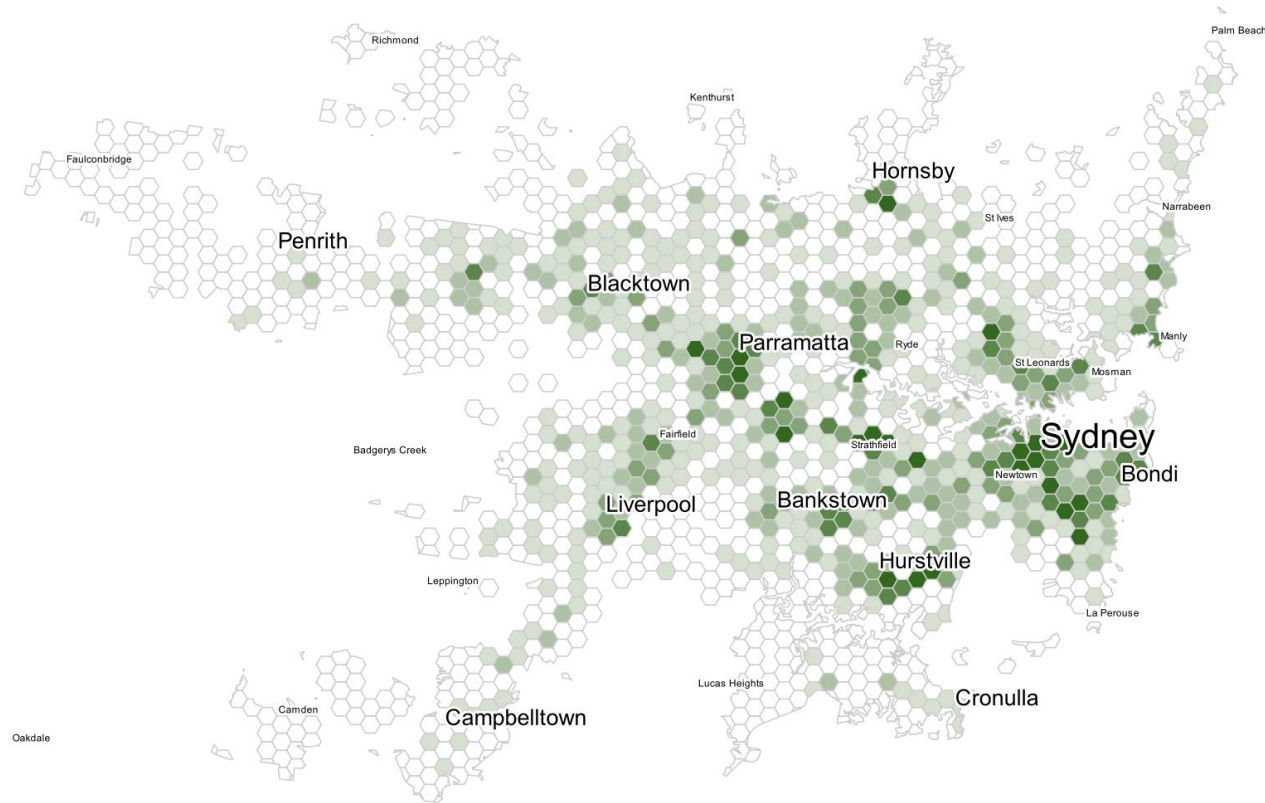 Palm Beach
Richmond
Kenthurst
Faulconbridge
Hornsby
Narrabeen
St Ives
Penrith
Blacktown
Manly
Parramatta
Ryde
St Leonards
Mosman
Fairfield
Sydney
Strathfield
Badgerys Creek
Newtown
Bondi
Bankstown
Liverpool
Hurstville
Leppington
La Perouse
Lucas Heights
Cronulla
Camden
Campbelltown
Oakdale